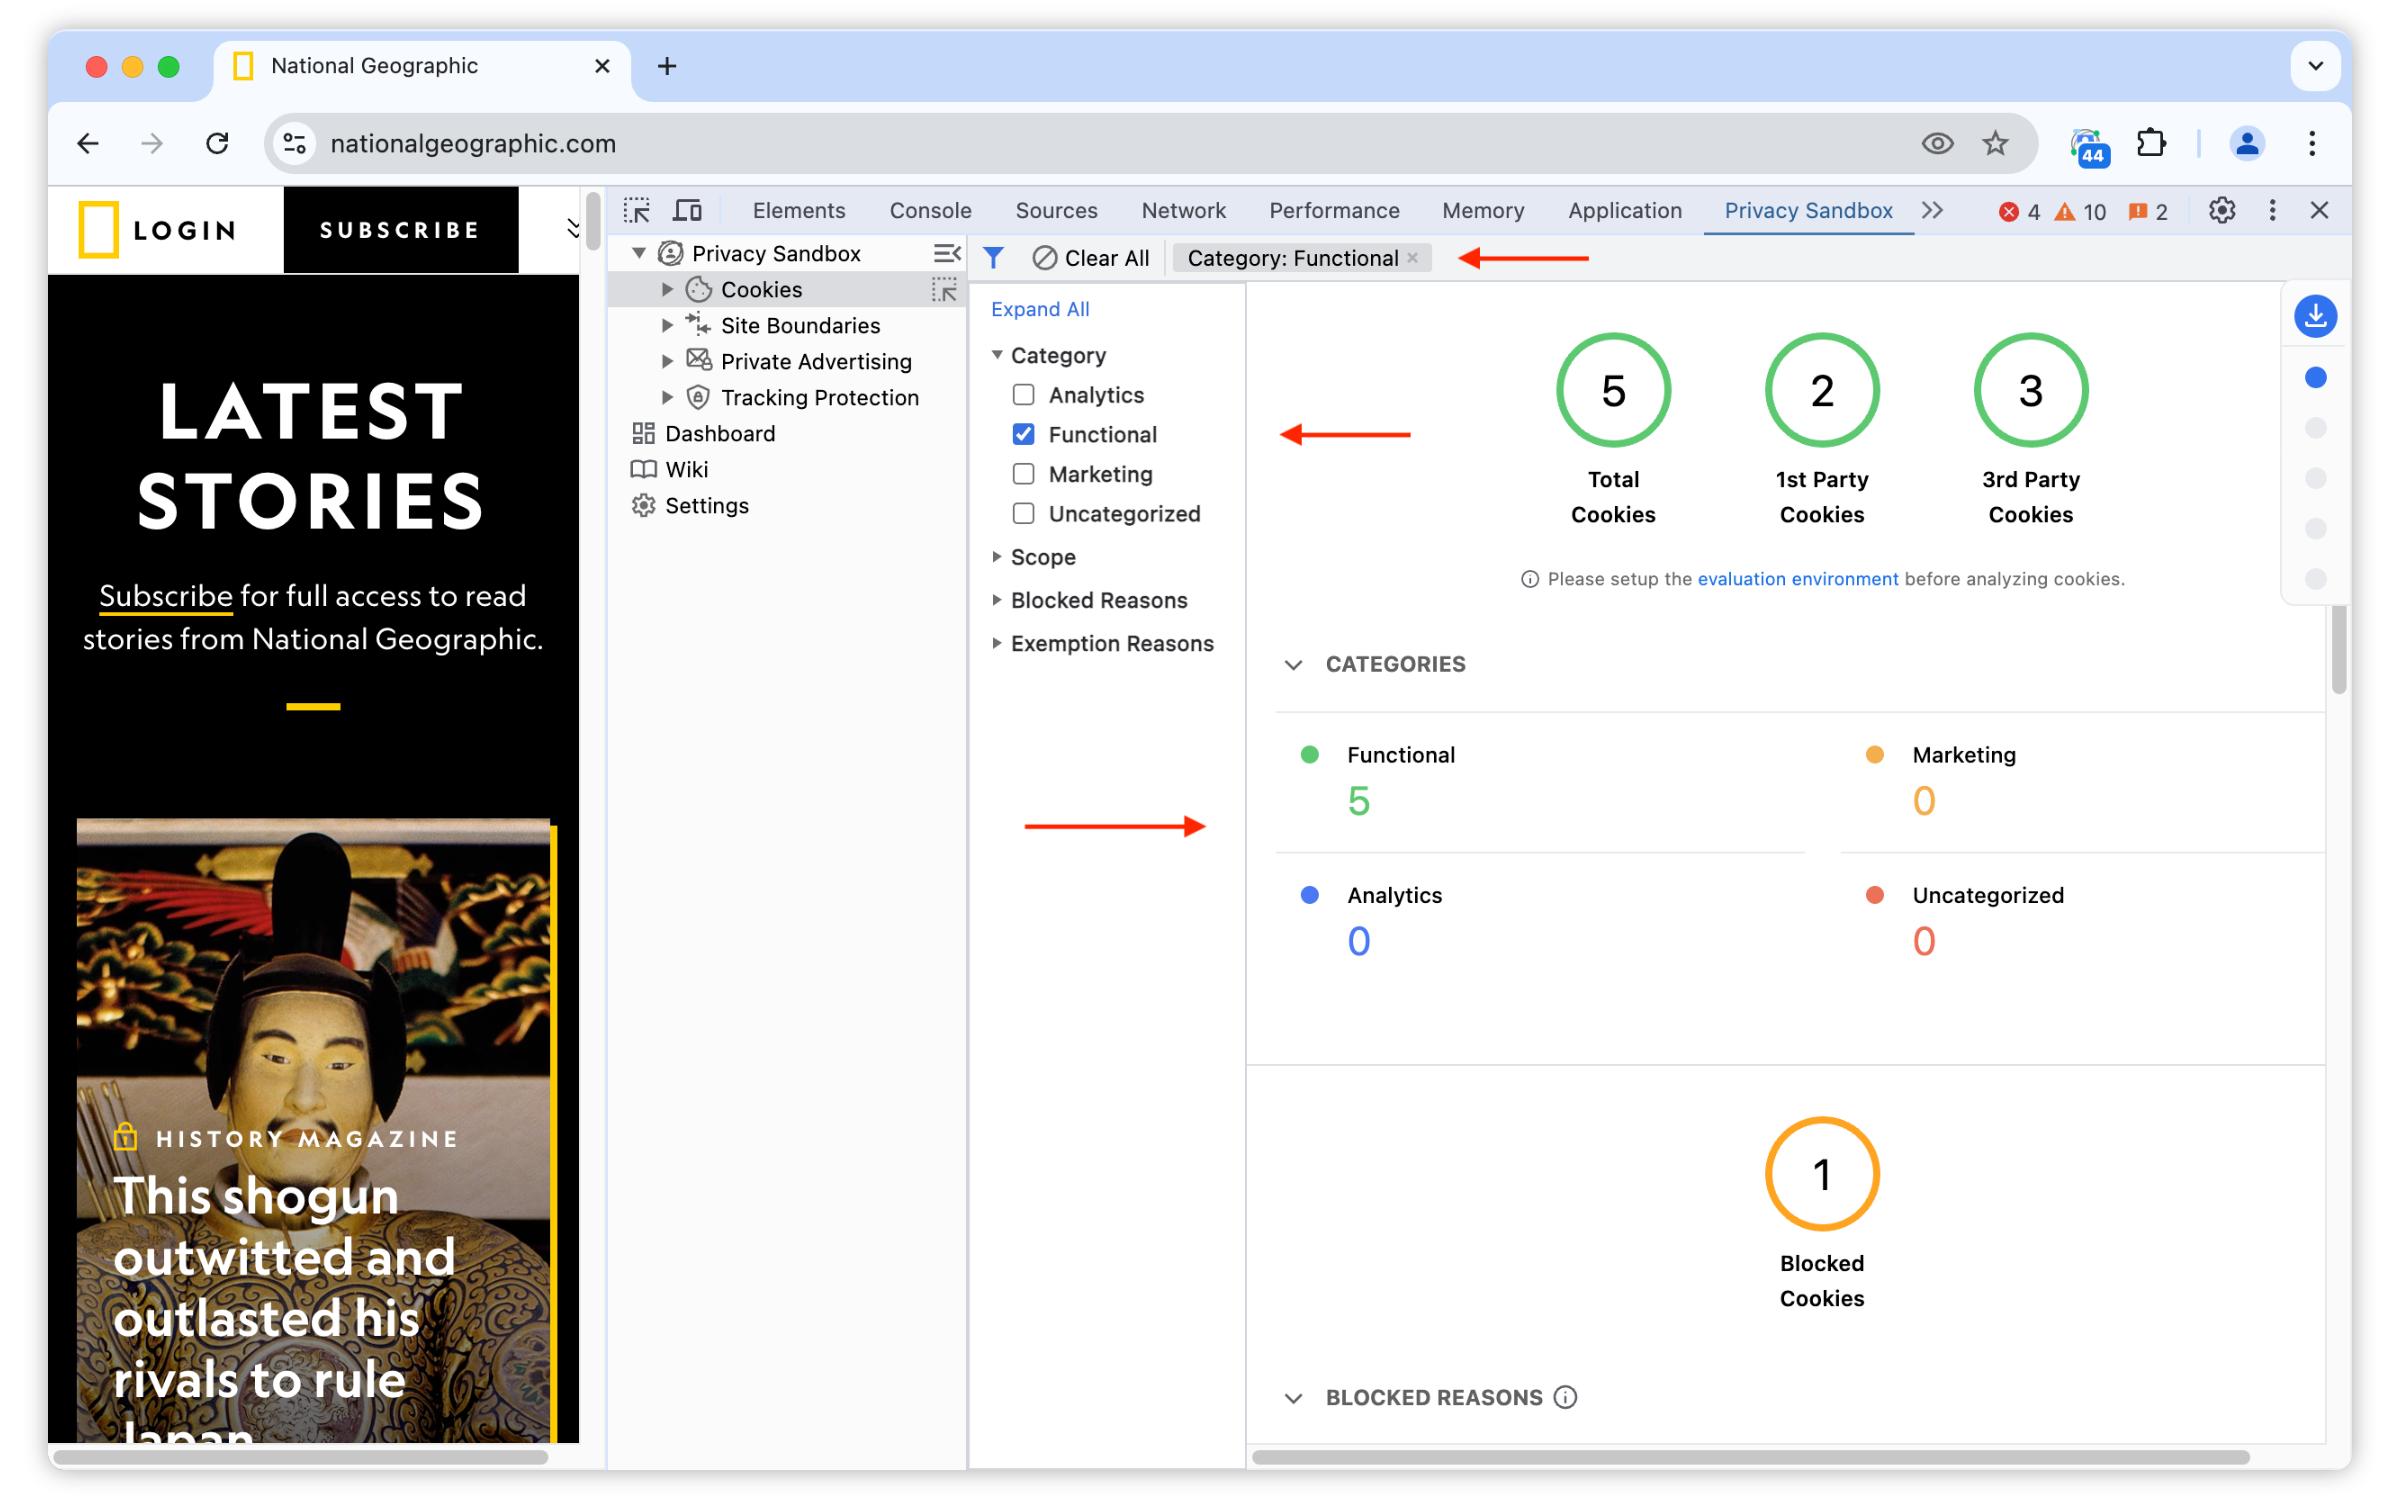 National Geographic
nationalgeographic.com
44
LOGIN
SUBSCRIBE
Elements
Console
Sources
Network
Performance
Memory
Application
Privacy Sandbox
4
10
2
Privacy Sandbox
Cookies
Site Boundaries
Private Advertising
Tracking Protection
Dashboard
Wiki
Settings
Clear All
Category: Functional
Expand All
Category
Analytics
Functional
Marketing
Uncategorized
Scope
Blocked Reasons
Exemption Reasons
5
Total
Cookies
2
1st Party
Cookies
3
3rd Party
Cookies
Please setup the evaluation environment before analyzing cookies.
CATEGORIES
Functional
5
Marketing
0
Analytics
0
Uncategorized
0
1
Blocked
Cookies
BLOCKED REASONS
LATEST
STORIES
Subscribe for full access to read
stories from National Geographic.
HISTORY MAGAZINE
This shogun
outwitted and
outlasted his
rivals to rule
Japan